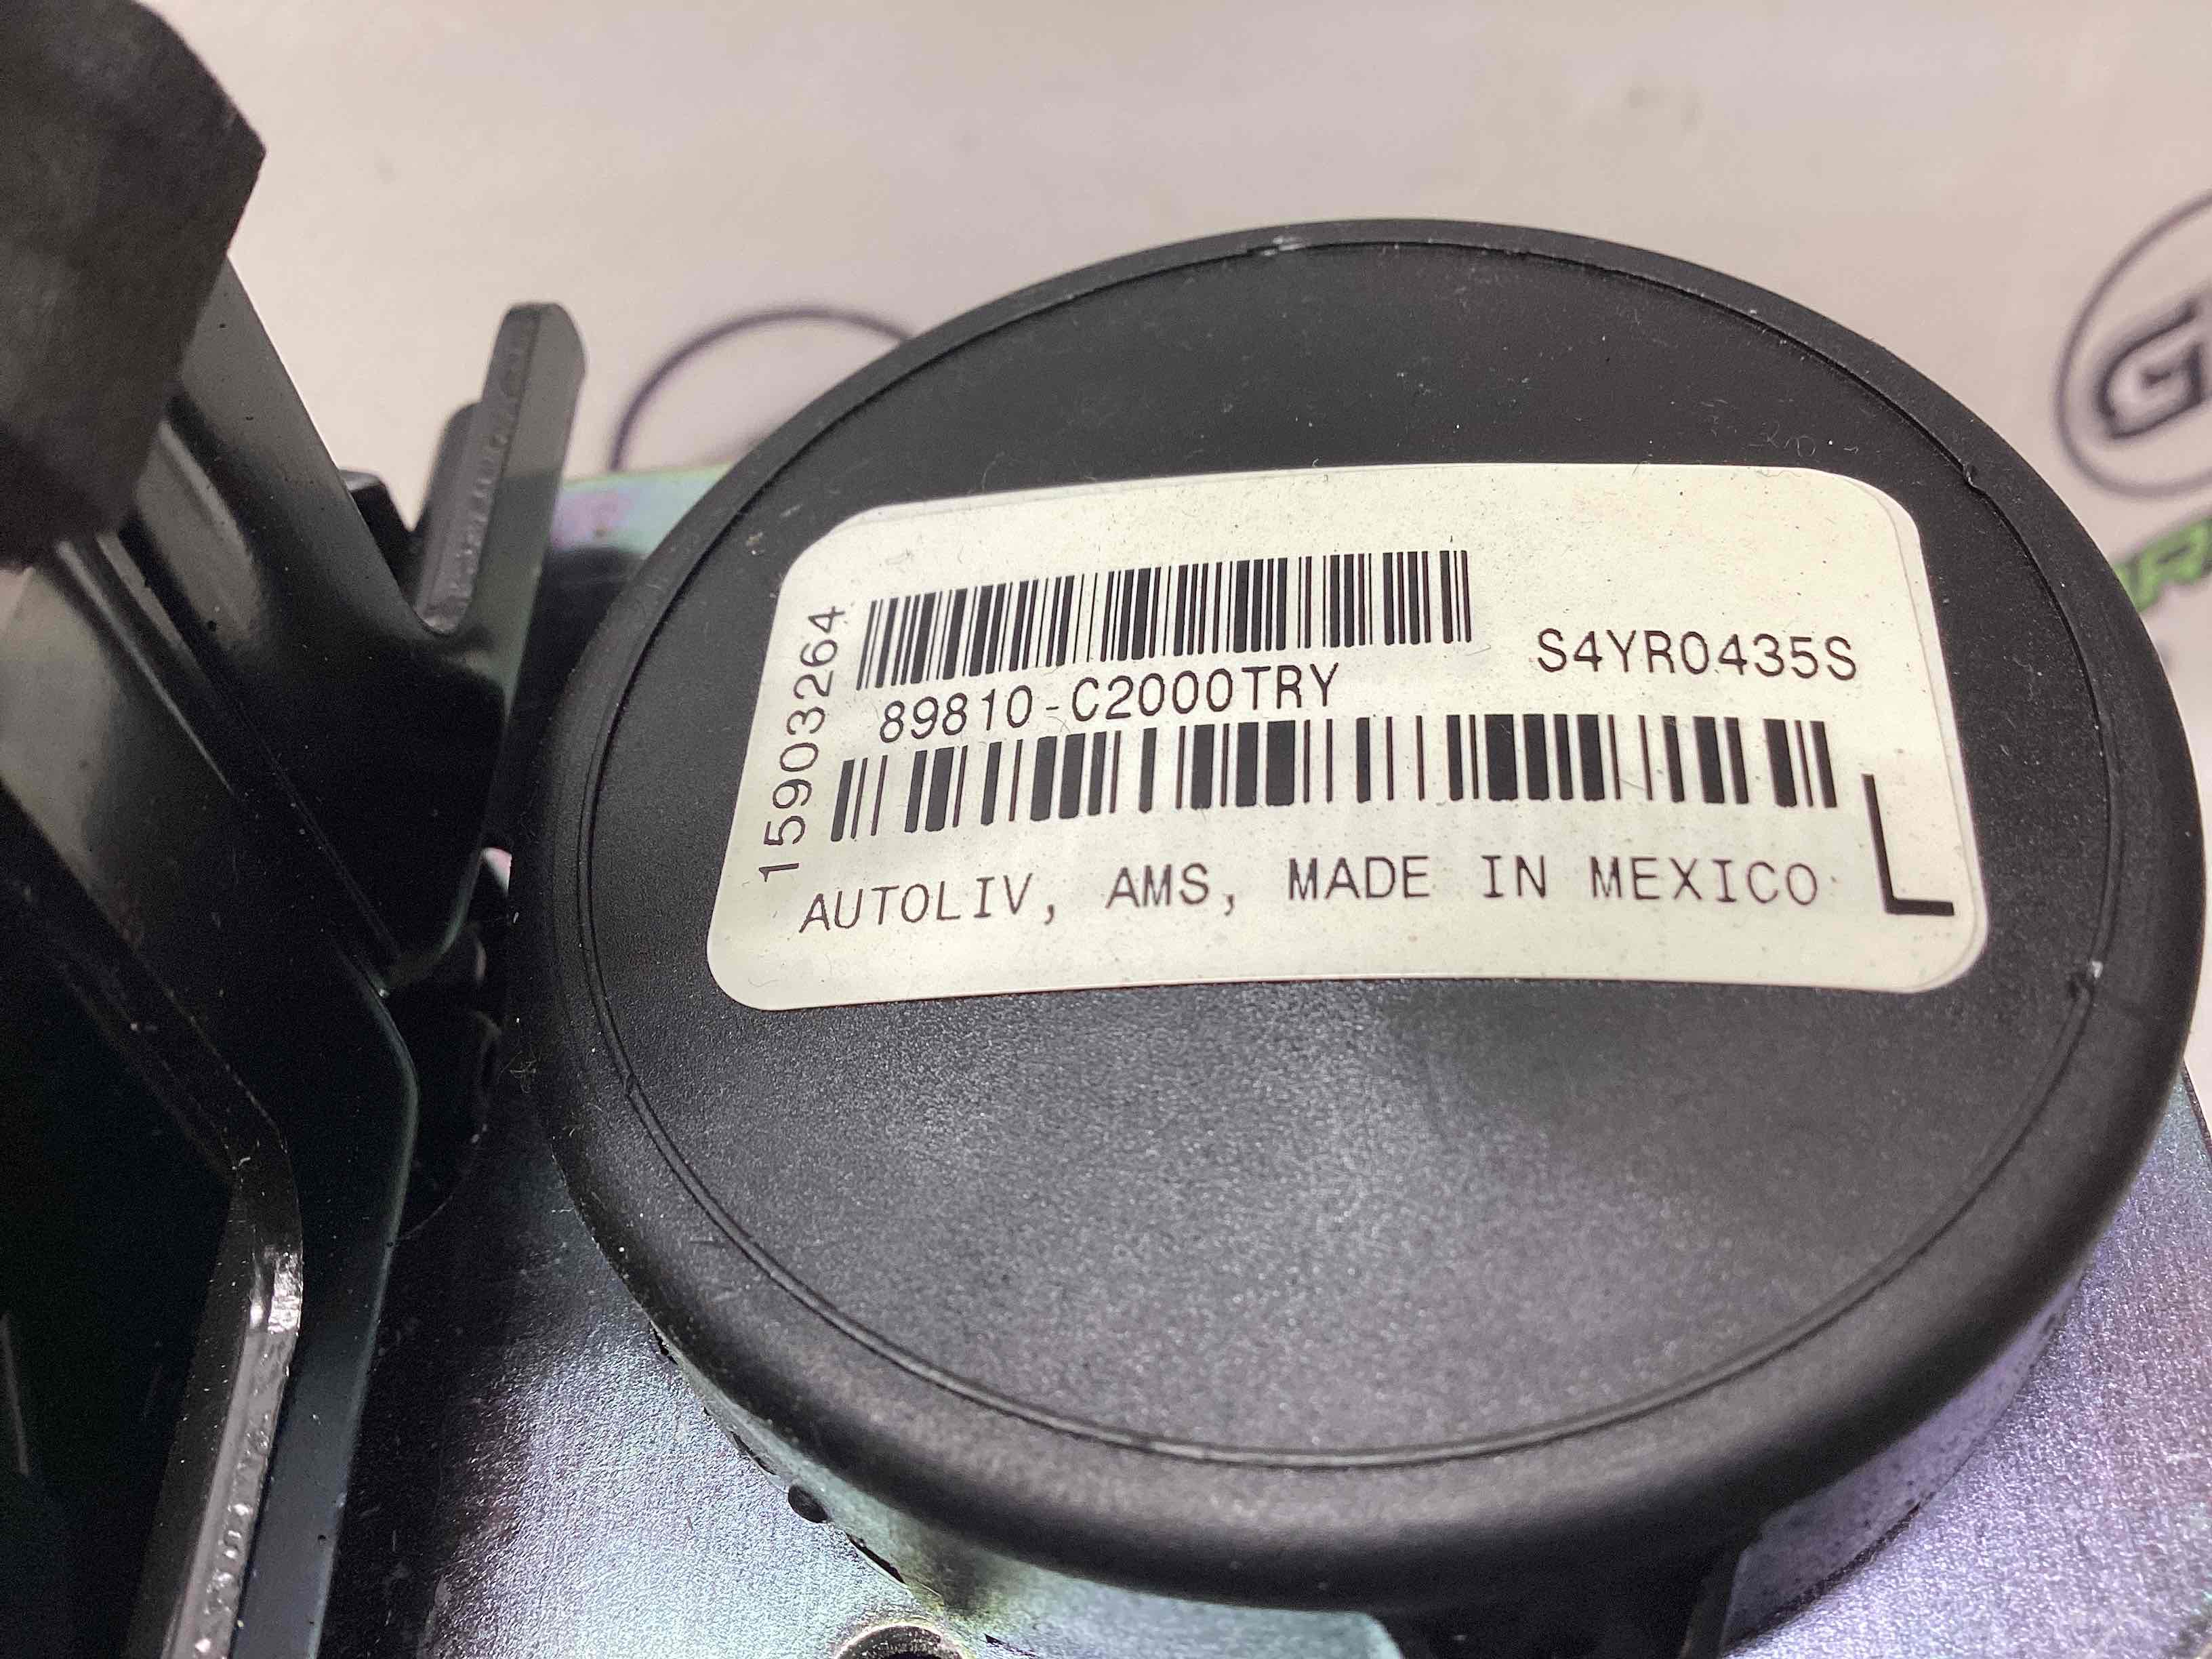 15903264
89810-C2000TRY
S4YR0435S
AUTOLIV, AMS, MADE IN MEXICO
L
G